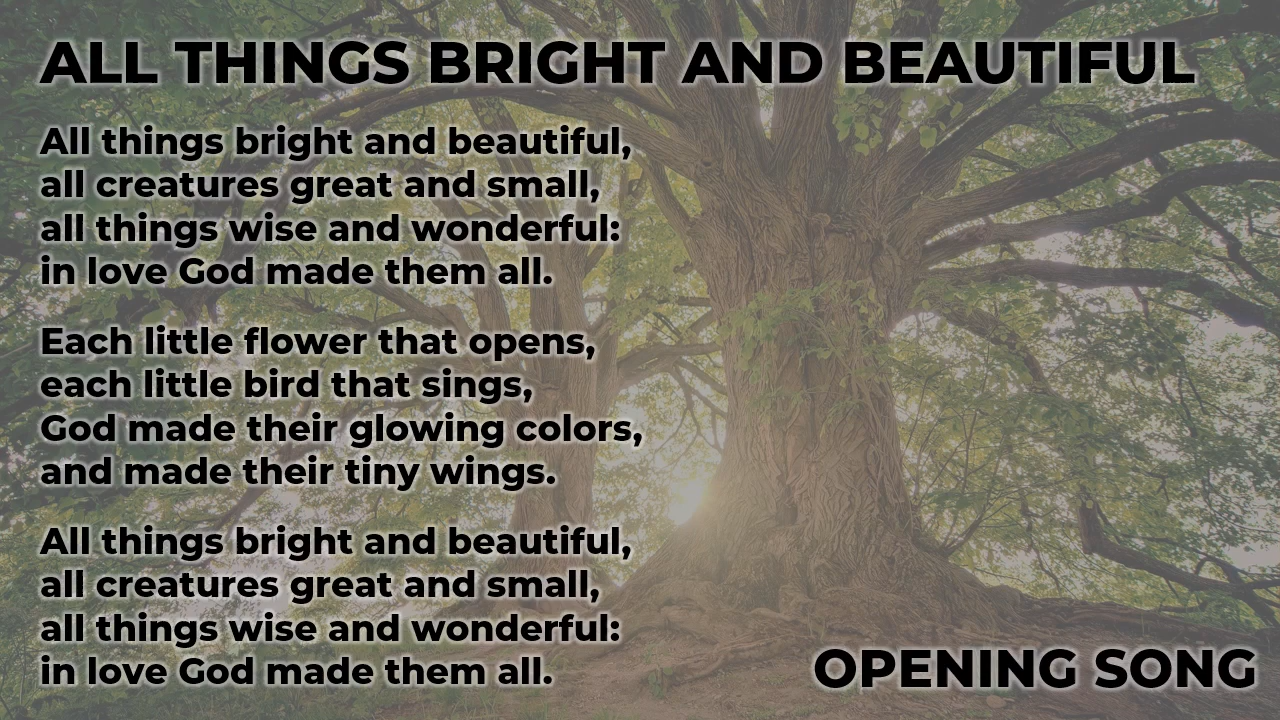 ALL THINGS BRIGHT AND BEAUTIFUL
All things bright and beautiful,
all creatures great and small,
all things wise and wonderful:
in love God made them all.
Each little flower that opens,
each little bird that sings,
God made their glowing colors,
and made their tiny wings.
All things bright and beautiful,
all creatures great and small,
all things wise and wonderful:
in love God made them all.
OPENING SONG